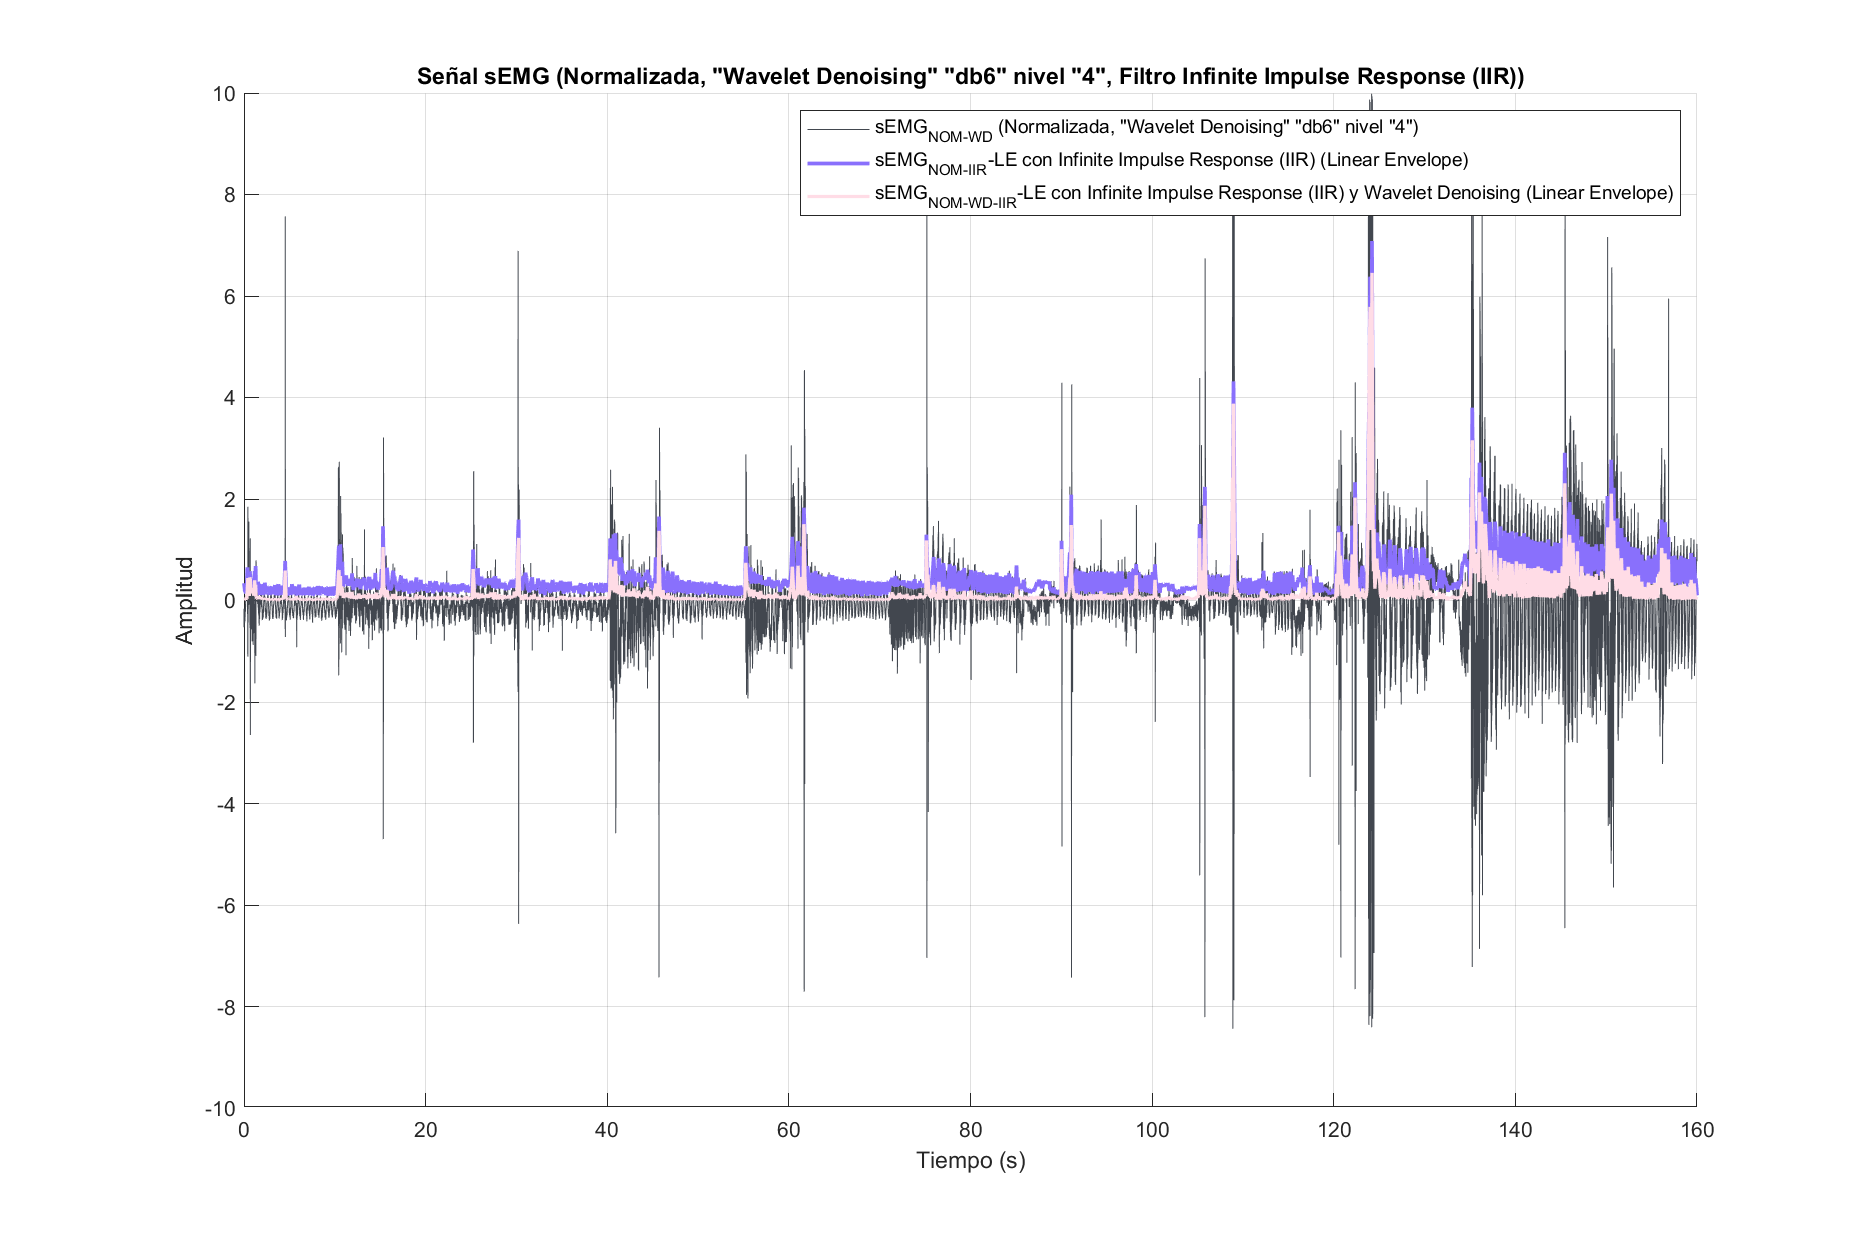 Señal sEMG (Normalizada, "Wavelet Denoising" "db6" nivel "4", Filtro Infinite Impulse Response (IIR))
sEMG_NOM-WD (Normalizada, "Wavelet Denoising" "db6" nivel "4")
sEMG_NOM-IIR-LE con Infinite Impulse Response (IIR) (Linear Envelope)
sEMG_NOM-WD-IIR-LE con Infinite Impulse Response (IIR) y Wavelet Denoising (Linear Envelope)
Amplitud
10
8
6
4
2
0
-2
-4
-6
-8
-10
0 20 40 60 80 100 120 140 160
Tiempo (s)